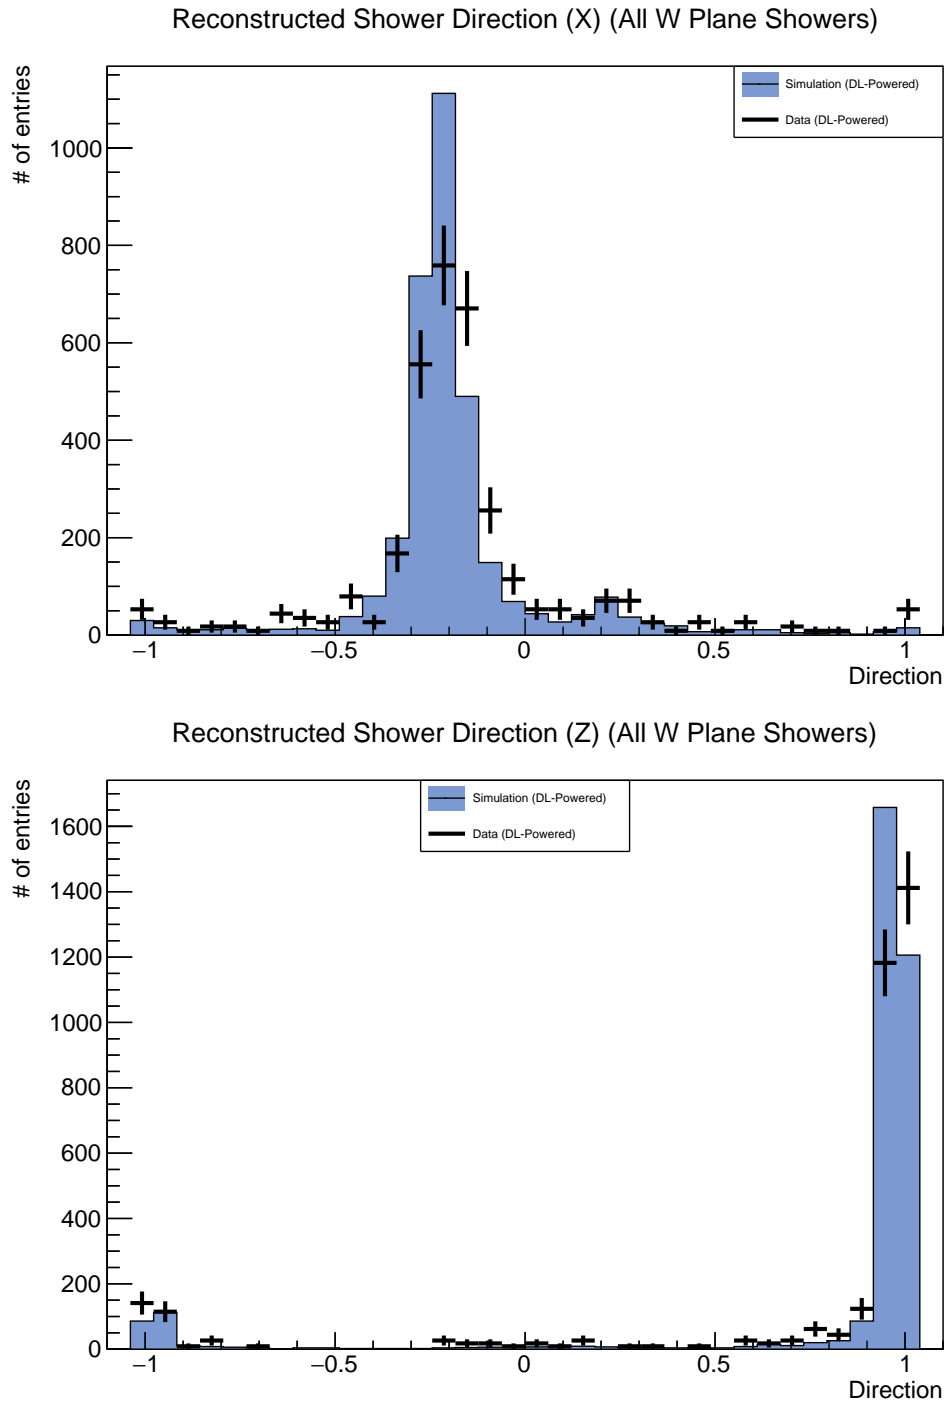 Reconstructed Shower Direction (X) (All W Plane Showers)
# of entries
Simulation (DL-Powered)
Data (DL-Powered)
1000
800
600
400
200
0
−1
−0.5
0
0.5
1
Direction
Reconstructed Shower Direction (Z) (All W Plane Showers)
# of entries
Simulation (DL-Powered)
Data (DL-Powered)
1600
1400
1200
1000
800
600
400
200
0
−1
−0.5
0
0.5
1
Direction